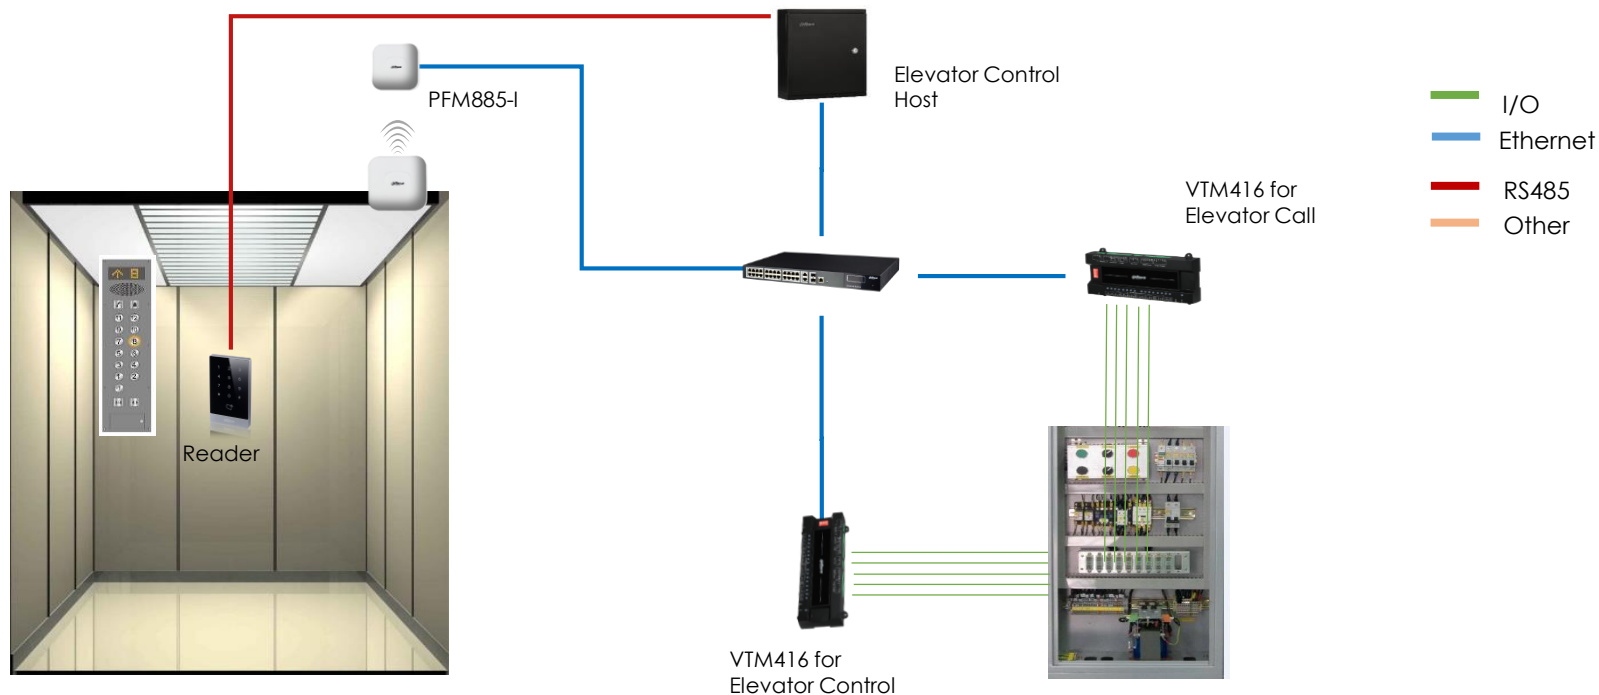 PFM885-I
Elevator Control
Host
I/O
Ethernet
RS485
Other
VTM416 for
Elevator Call
Reader
VTM416 for
Elevator Control